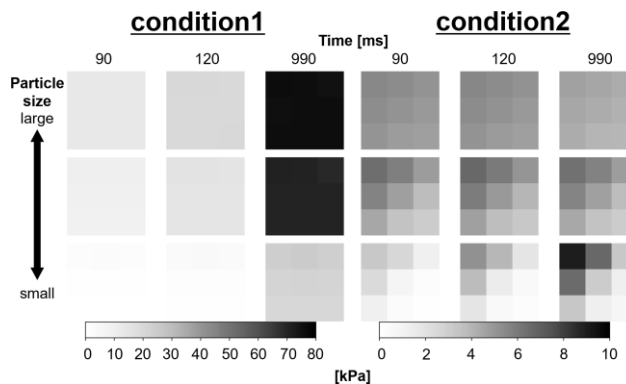 condition1 condition2
Time [ms]
90 120 990 90 120 990
Particle
size
large
small
0 10 20 30 40 50 60 70 80 0 2 4 6 8 10
[kPa]